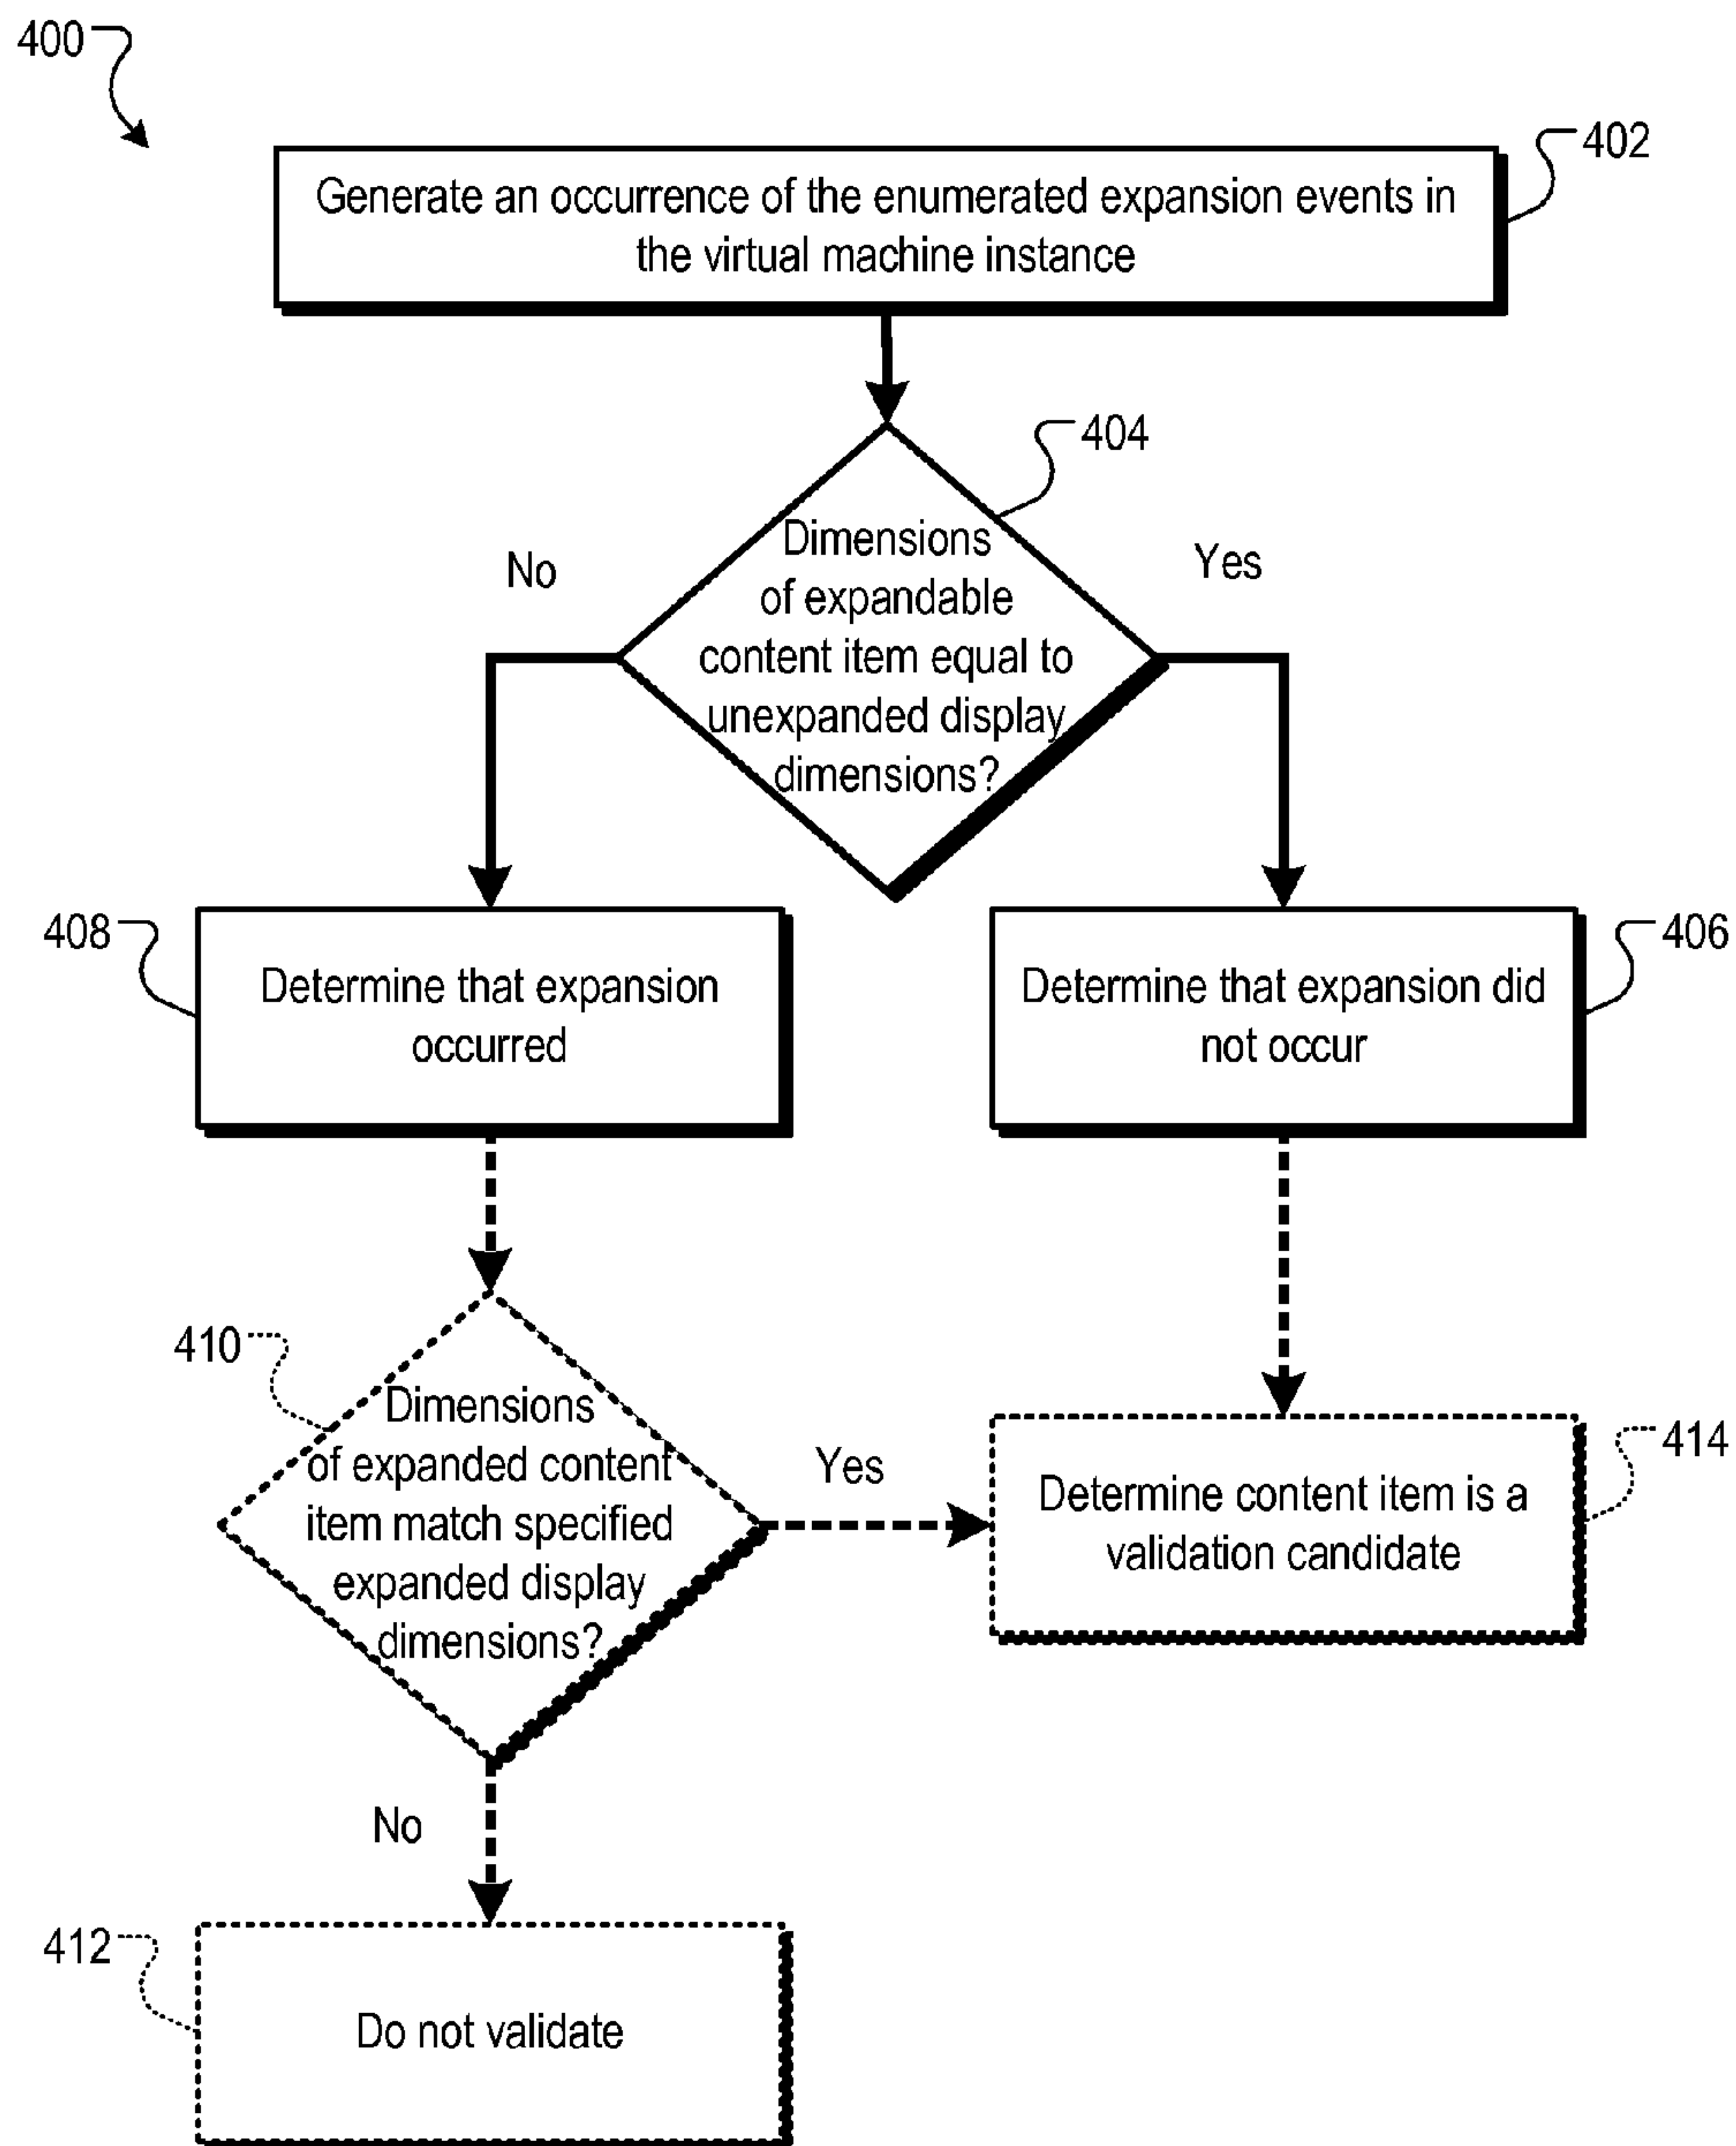 400
402
Generate an occurrence of the enumerated expansion events in
the virtual machine instance
404
Dimensions
of expandable
content item equal to
unexpanded display
dimensions?
No
Yes
408
Determine that expansion
occurred
406
Determine that expansion did
not occur
410
Dimensions
of expanded content
item match specified
expanded display
dimensions?
Yes
414
Determine content item is a
validation candidate
No
412
Do not validate